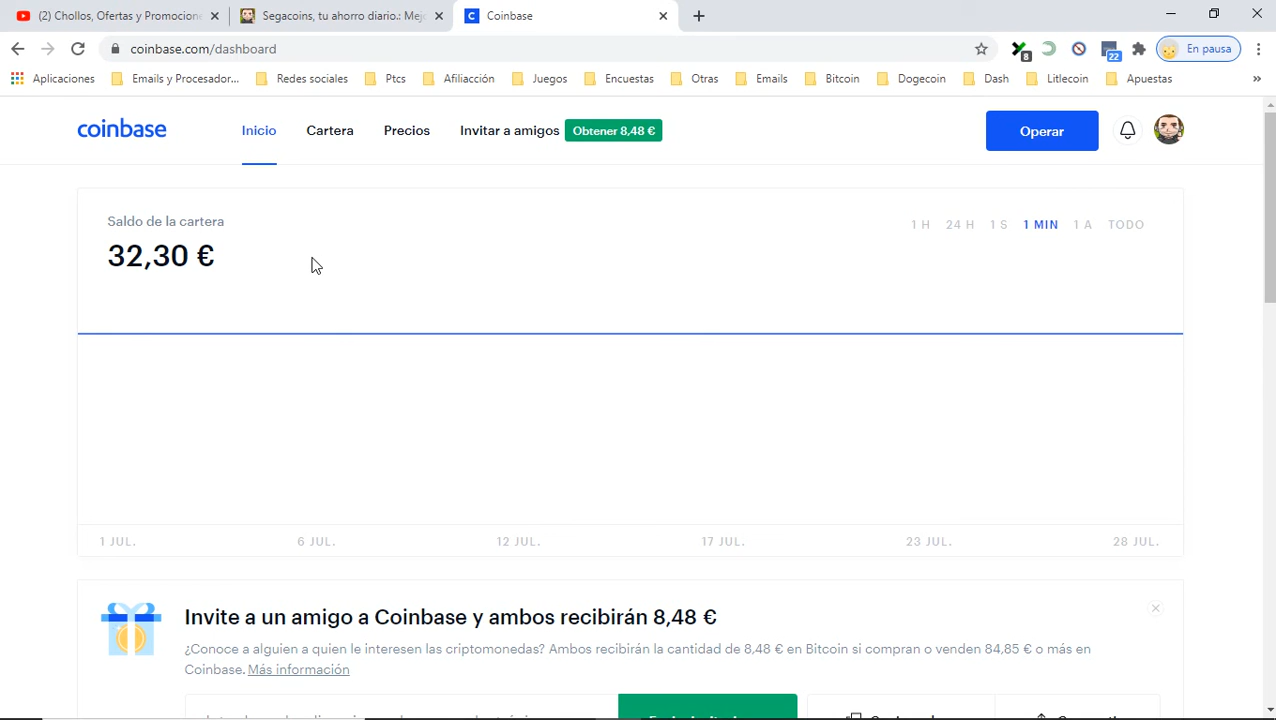 (2) Chollos, Ofertas y Promocione
Segacoins, tu ahorro diario.: Mej
Coinbase
coinbase.com/dashboard
8
22
En pausa
Aplicaciones
Emails y Procesador...
Redes sociales
Ptcs
Afiliacción
Juegos
Encuestas
Otras
Emails
Bitcoin
Dogecoin
Dash
Litlecoin
Apuestas
»
coinbase
Inicio
Cartera
Precios
Invitar a amigos
Obtener 8,48 €
Operar
Saldo de la cartera
32,30 €
1 H 24 H 1 S 1 MIN 1 A TODO
1 JUL. 6 JUL. 12 JUL. 17 JUL. 23 JUL. 28 JUL.
Invite a un amigo a Coinbase y ambos recibirán 8,48 €
¿Conoce a alguien a quien le interesen las criptomonedas? Ambos recibirán la cantidad de 8,48 € en Bitcoin si compran o venden 84,85 € o más en
Coinbase. Más información